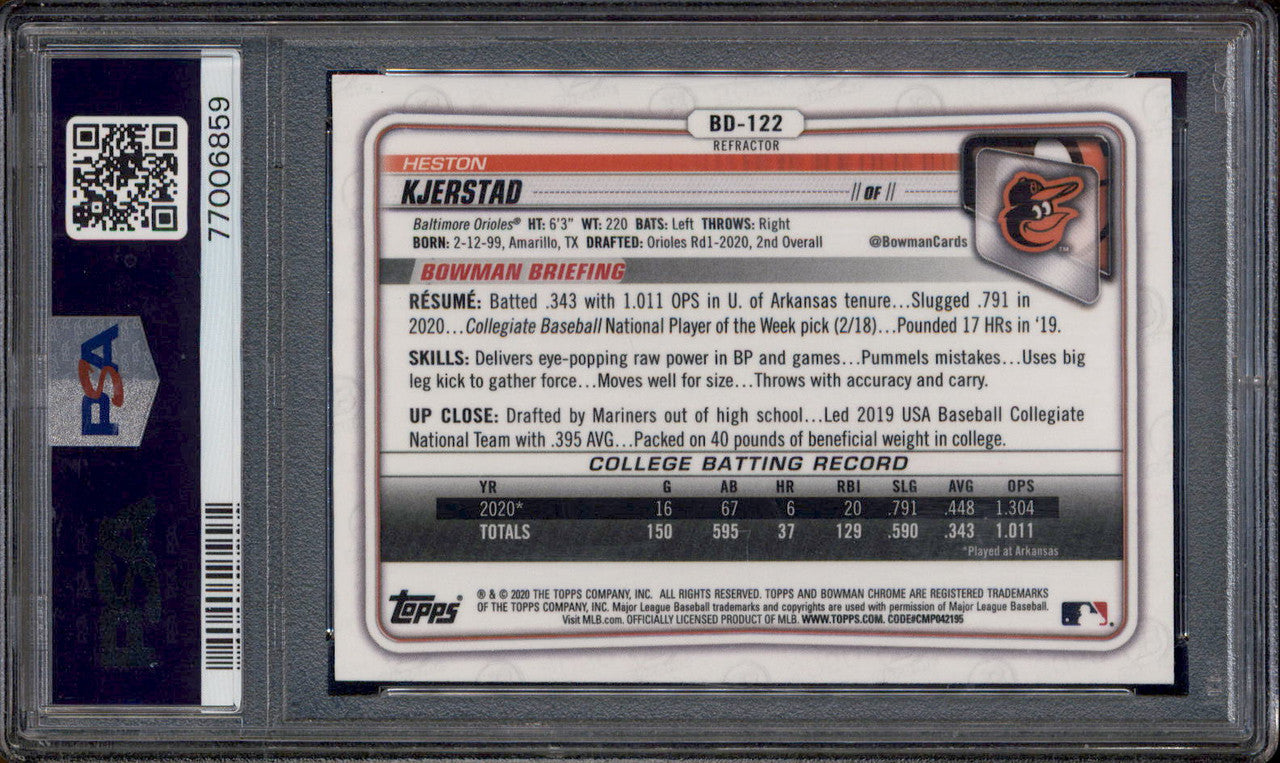 77006859
PSA
BD-122
REFRACTOR
HESTON
KJERSTAD
// OF //
Baltimore Orioles® HT: 6'3" WT: 220 BATS: Left THROWS: Right
BORN: 2-12-99, Amarillo, TX DRAFTED: Orioles Rd1-2020, 2nd Overall @BowmanCards
TM
BOWMAN BRIEFING
RÉSUMÉ: Batted .343 with 1.011 OPS in U. of Arkansas tenure...Slugged .791 in
2020...Collegiate Baseball National Player of the Week pick (2/18)...Pounded 17 HRs in '19.
SKILLS: Delivers eye-popping raw power in BP and games...Pummels mistakes...Uses big
leg kick to gather force...Moves well for size...Throws with accuracy and carry.
UP CLOSE: Drafted by Mariners out of high school...Led 2019 USA Baseball Collegiate
National Team with .395 AVG...Packed on 40 pounds of beneficial weight in college.
COLLEGE BATTING RECORD
YR G AB HR RBI SLG AVG OPS
2020* 16 67 6 20 .791 .448 1.304
TOTALS 150 595 37 129 .590 .343 1.011
*Played at Arkansas
topps®
® & © 2020 THE TOPPS COMPANY, INC. ALL RIGHTS RESERVED. TOPPS AND BOWMAN CHROME ARE REGISTERED TRADEMARKS
OF THE TOPPS COMPANY, INC. Major League Baseball trademarks and copyrights are used with permission of Major League Baseball.
Visit MLB.com. OFFICIALLY LICENSED PRODUCT OF MLB. WWW.TOPPS.COM. CODE#CMP042195
PSA